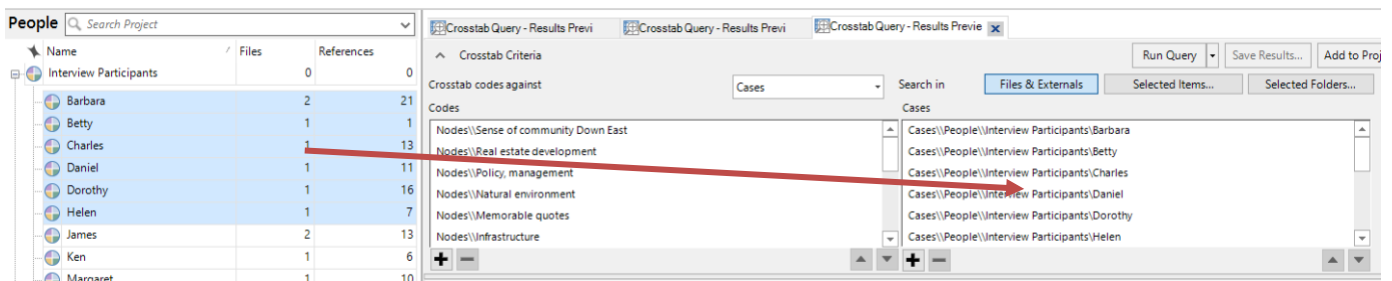 People Search Project
Name Files References
Interview Participants 0 0
Barbara 2 21
Betty 1 1
Charles 1 13
Daniel 1 11
Dorothy 1 16
Helen 1 7
James 2 13
Ken 1 6
Margaret 1 10
Crosstab Query - Results Previ Crosstab Query - Results Previ Crosstab Query - Results Previe
Crosstab Criteria Run Query Save Results... Add to Proj
Crosstab codes against Cases Search in Files & Externals Selected Items... Selected Folders...
Codes Cases
Nodes\\Sense of community Down East Cases\\People\\Interview Participants\Barbara
Nodes\\Real estate development Cases\\People\\Interview Participants\Betty
Nodes\\Policy, management Cases\\People\\Interview Participants\Charles
Nodes\\Natural environment Cases\\People\\Interview Participants\Daniel
Nodes\\Memorable quotes Cases\\People\\Interview Participants\Dorothy
Nodes\\Infrastructure Cases\\People\\Interview Participants\Helen